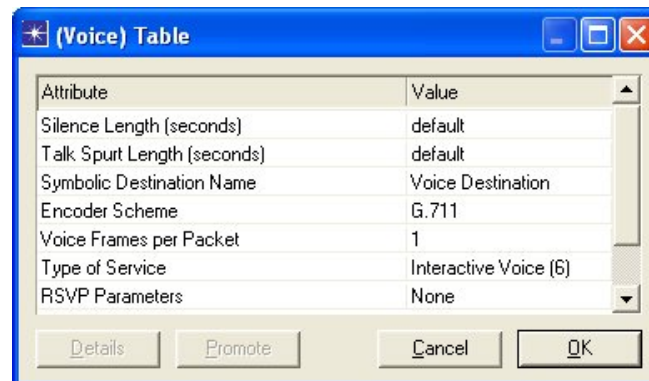 (Voice) Table
Attribute Value
Silence Length (seconds) default
Talk Spurt Length (seconds) default
Symbolic Destination Name Voice Destination
Encoder Scheme G.711
Voice Frames per Packet 1
Type of Service Interactive Voice (6)
RSVP Parameters None
Details Promote Cancel OK